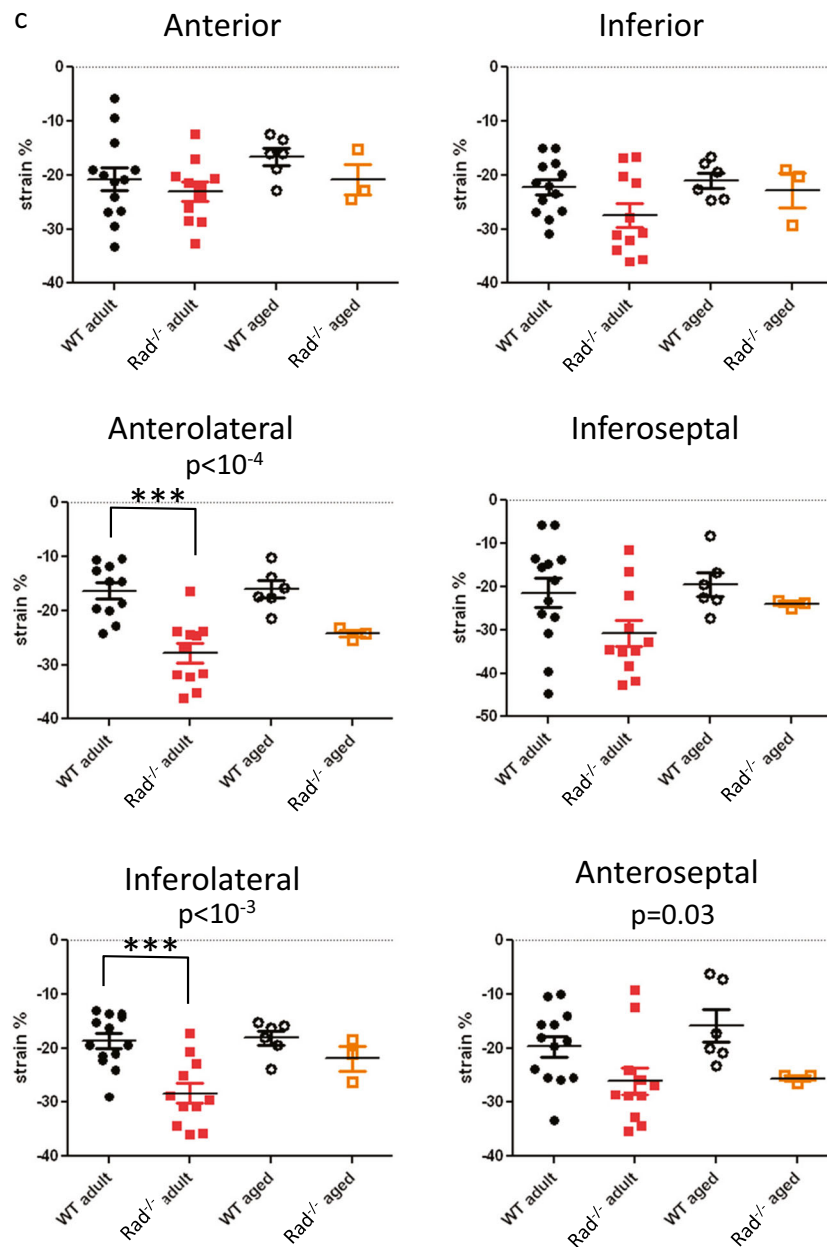 c
Anterior
Inferior
0
-10
-20
-30
-40
strain %
WT adult
Rad-/- adult
WT aged
Rad-/- aged
0
-10
-20
-30
-40
strain %
WT adult
Rad-/- adult
WT aged
Rad-/- aged
Anterolateral
p<10-4
***
0
-10
-20
-30
-40
strain %
WT adult
Rad-/- adult
WT aged
Rad-/- aged
Inferoseptal
0
-10
-20
-30
-40
-50
strain %
WT adult
Rad-/- adult
WT aged
Rad-/- aged
Inferolateral
p<10-3
***
0
-10
-20
-30
-40
strain %
WT adult
Rad-/- adult
WT aged
Rad-/- aged
Anteroseptal
p=0.03
0
-10
-20
-30
-40
strain %
WT adult
Rad-/- adult
WT aged
Rad-/- aged